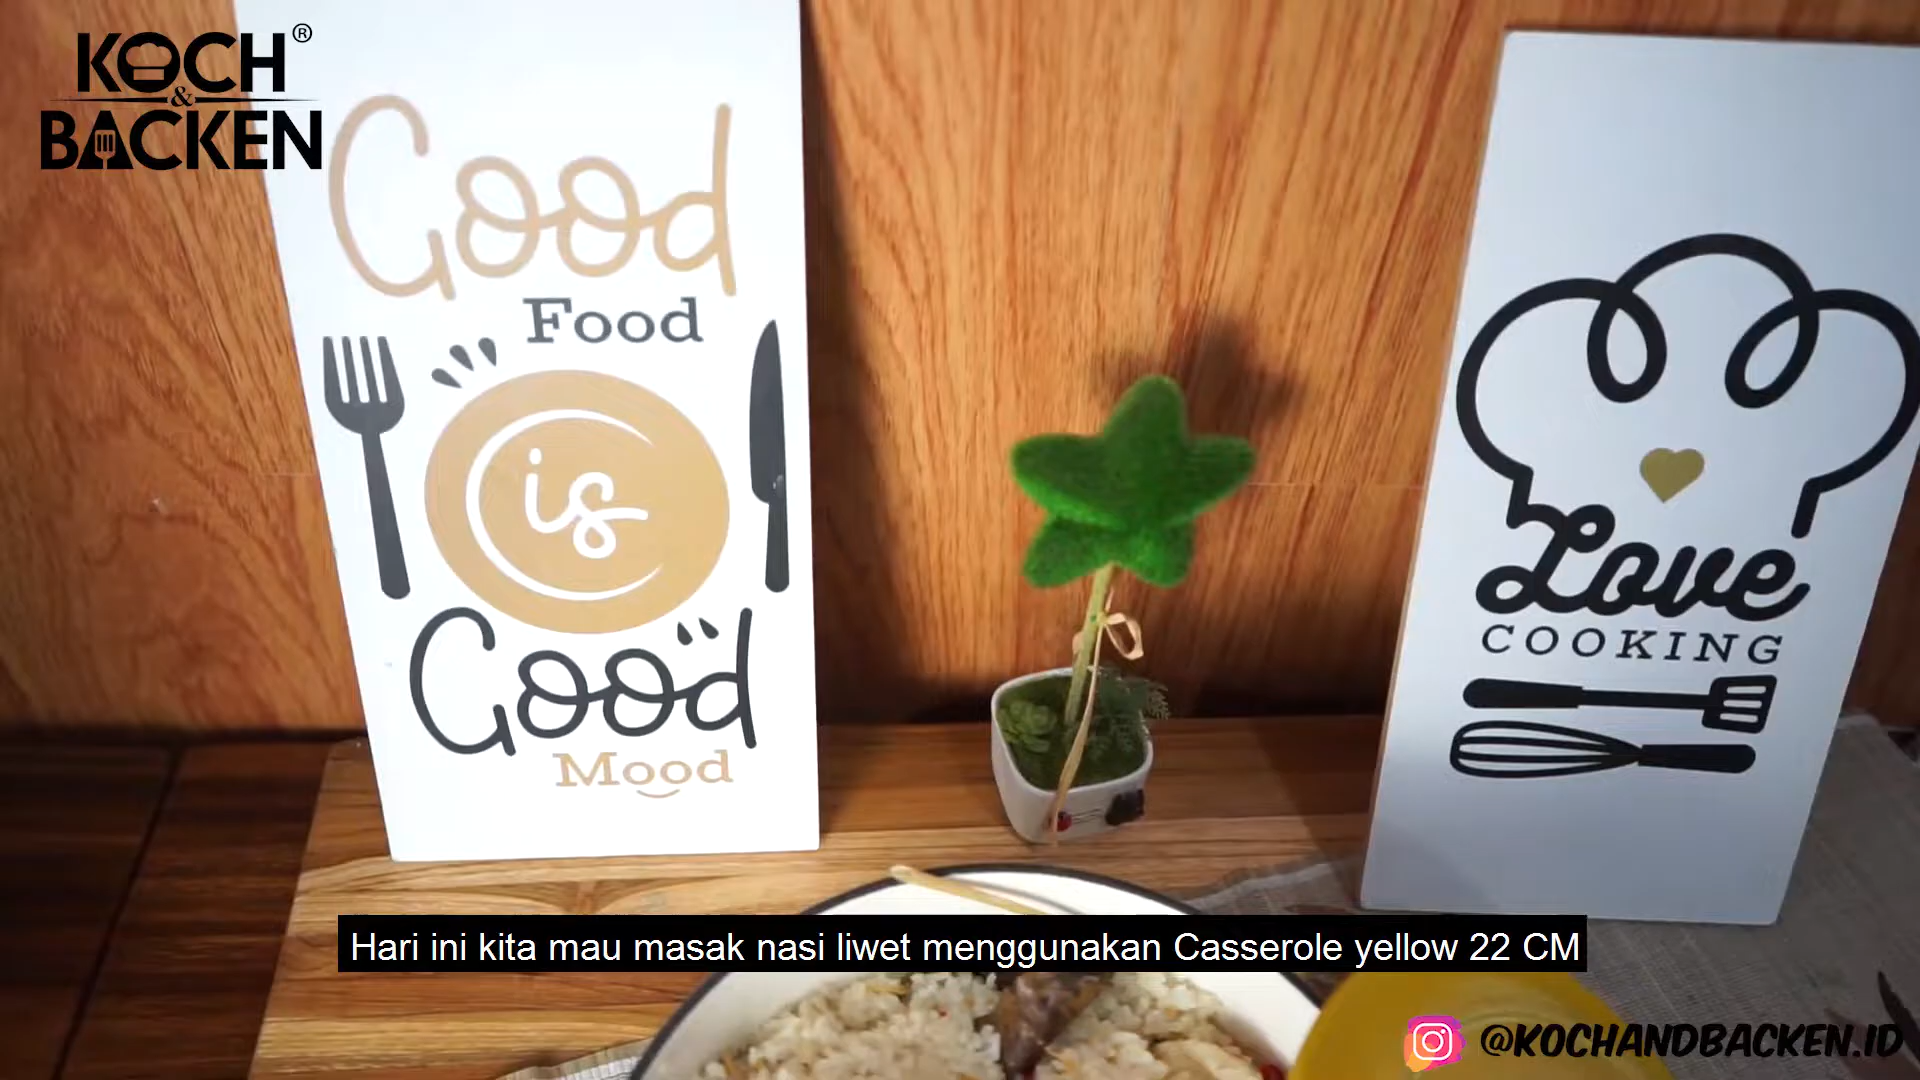 KOCH®
&
BACKEN
Good
Food
is
Good
Mood
Love
COOKING
Hari ini kita mau masak nasi liwet menggunakan Casserole yellow 22 CM
@KOCHANDBACKEN.ID